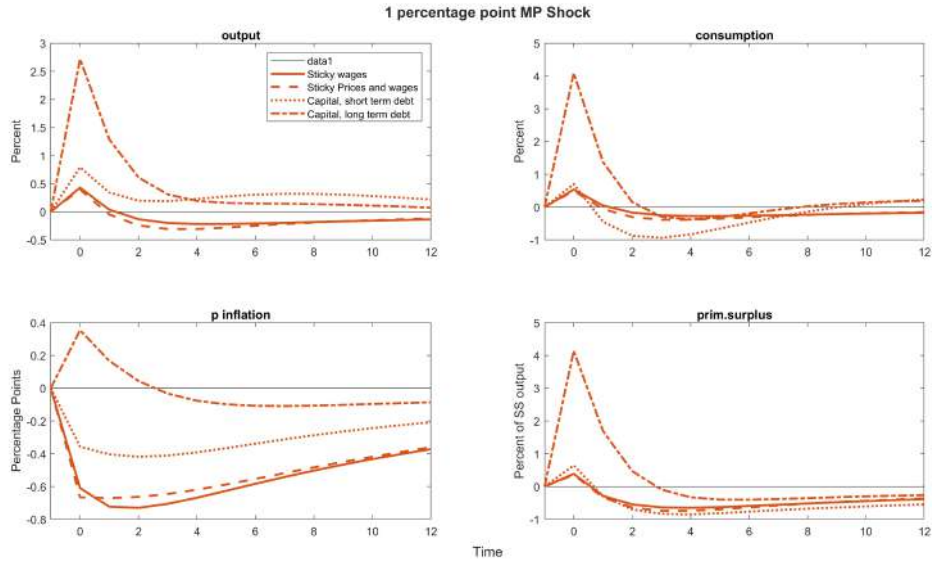 1 percentage point MP Shock
output
Percent
3
2.5
2
1.5
1
0.5
0
-0.5
0 2 4 6 8 10 12
data1
Sticky wages
Sticky Prices and wages
Capital, short term debt
Capital, long term debt
consumption
Percent
5
4
3
2
1
0
-1
0 2 4 6 8 10 12
p inflation
Percentage Points
0.4
0.2
0
-0.2
-0.4
-0.6
-0.8
0 2 4 6 8 10 12
prim.surplus
Percent of SS output
5
4
3
2
1
0
-1
0 2 4 6 8 10 12
Time